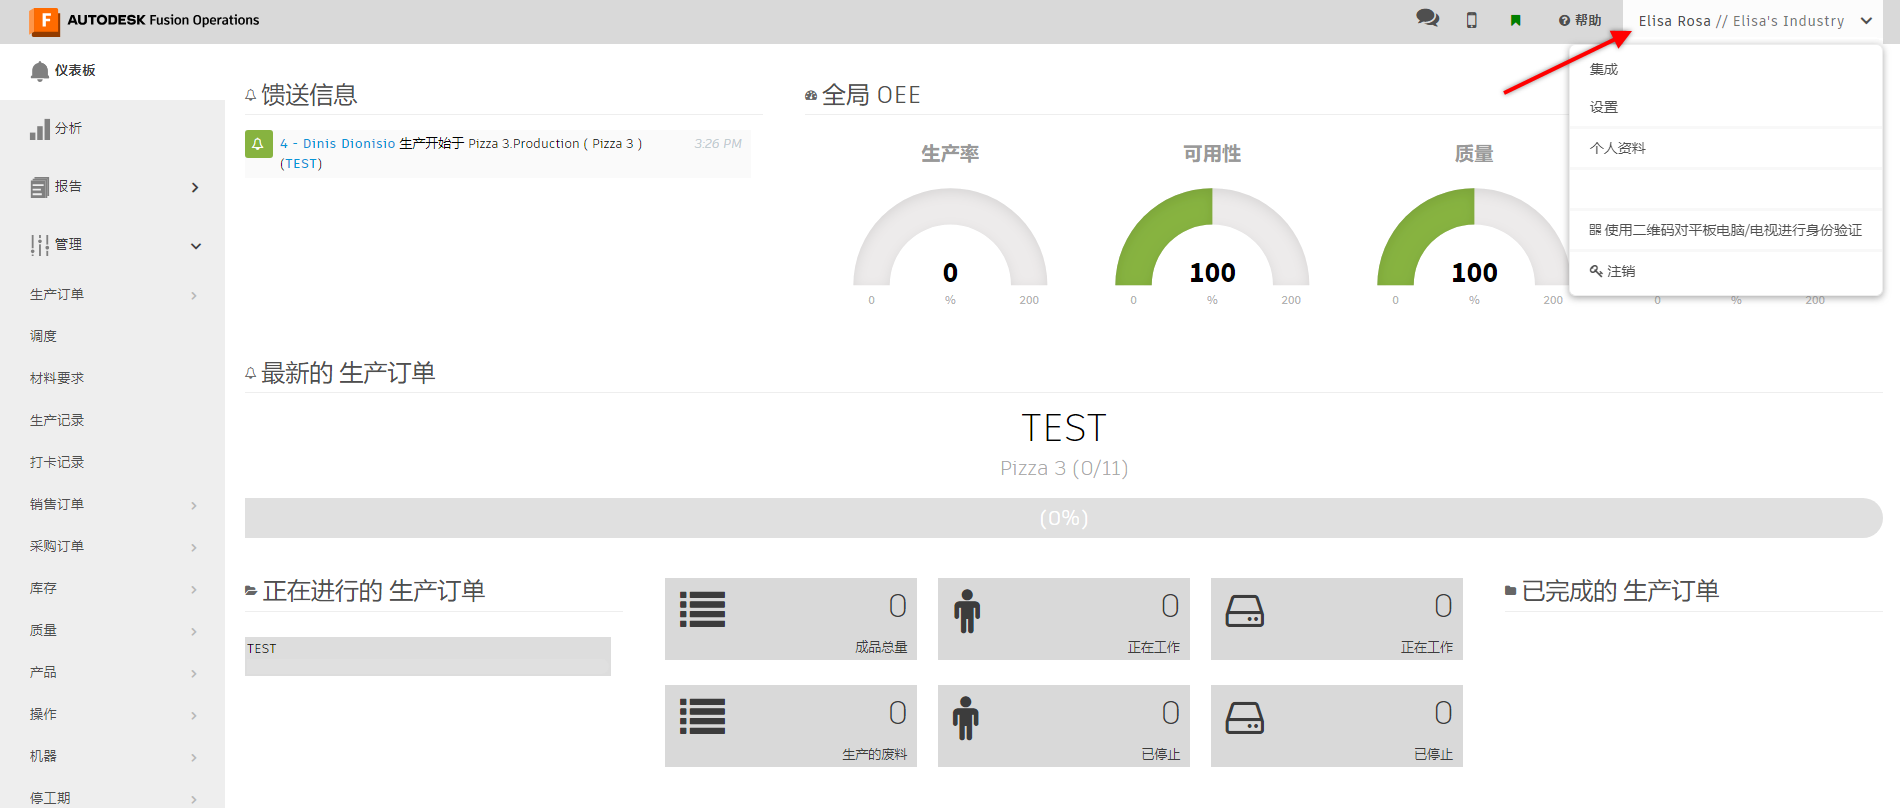 AUTODESK Fusion Operations
帮助
Elisa Rosa // Elisa's Industry
集成
设置
个人资料
使用二维码对平板电脑/电视进行身份验证
注销
仪表板
分析
报告
管理
生产订单
调度
材料要求
生产记录
打卡记录
销售订单
采购订单
库存
质量
产品
操作
机器
停工期
馈送信息
4 - Dinis Dionisio 生产开始于 Pizza 3.Production ( Pizza 3 )
(TEST)
3:26 PM
全局 OEE
生产率
0
0 % 200
可用性
100
0 % 200
质量
100
0 % 200
0 % 200
最新的 生产订单
TEST
Pizza 3 (0/11)
(0%)
正在进行的 生产订单
TEST
0
成品总量
0
正在工作
0
正在工作
0
生产的废料
0
已停止
0
已停止
已完成的 生产订单